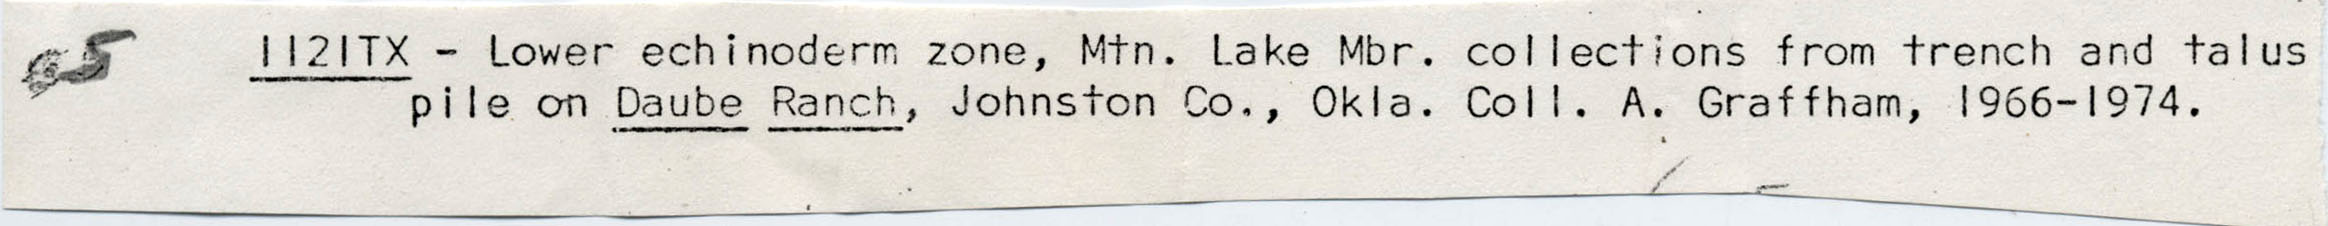 1121TX - Lower echinoderm zone, Mtn. Lake Mbr. collections from trench and talus
pile on Daube Ranch, Johnston Co., Okla. Coll. A. Graffham, 1966-1974.